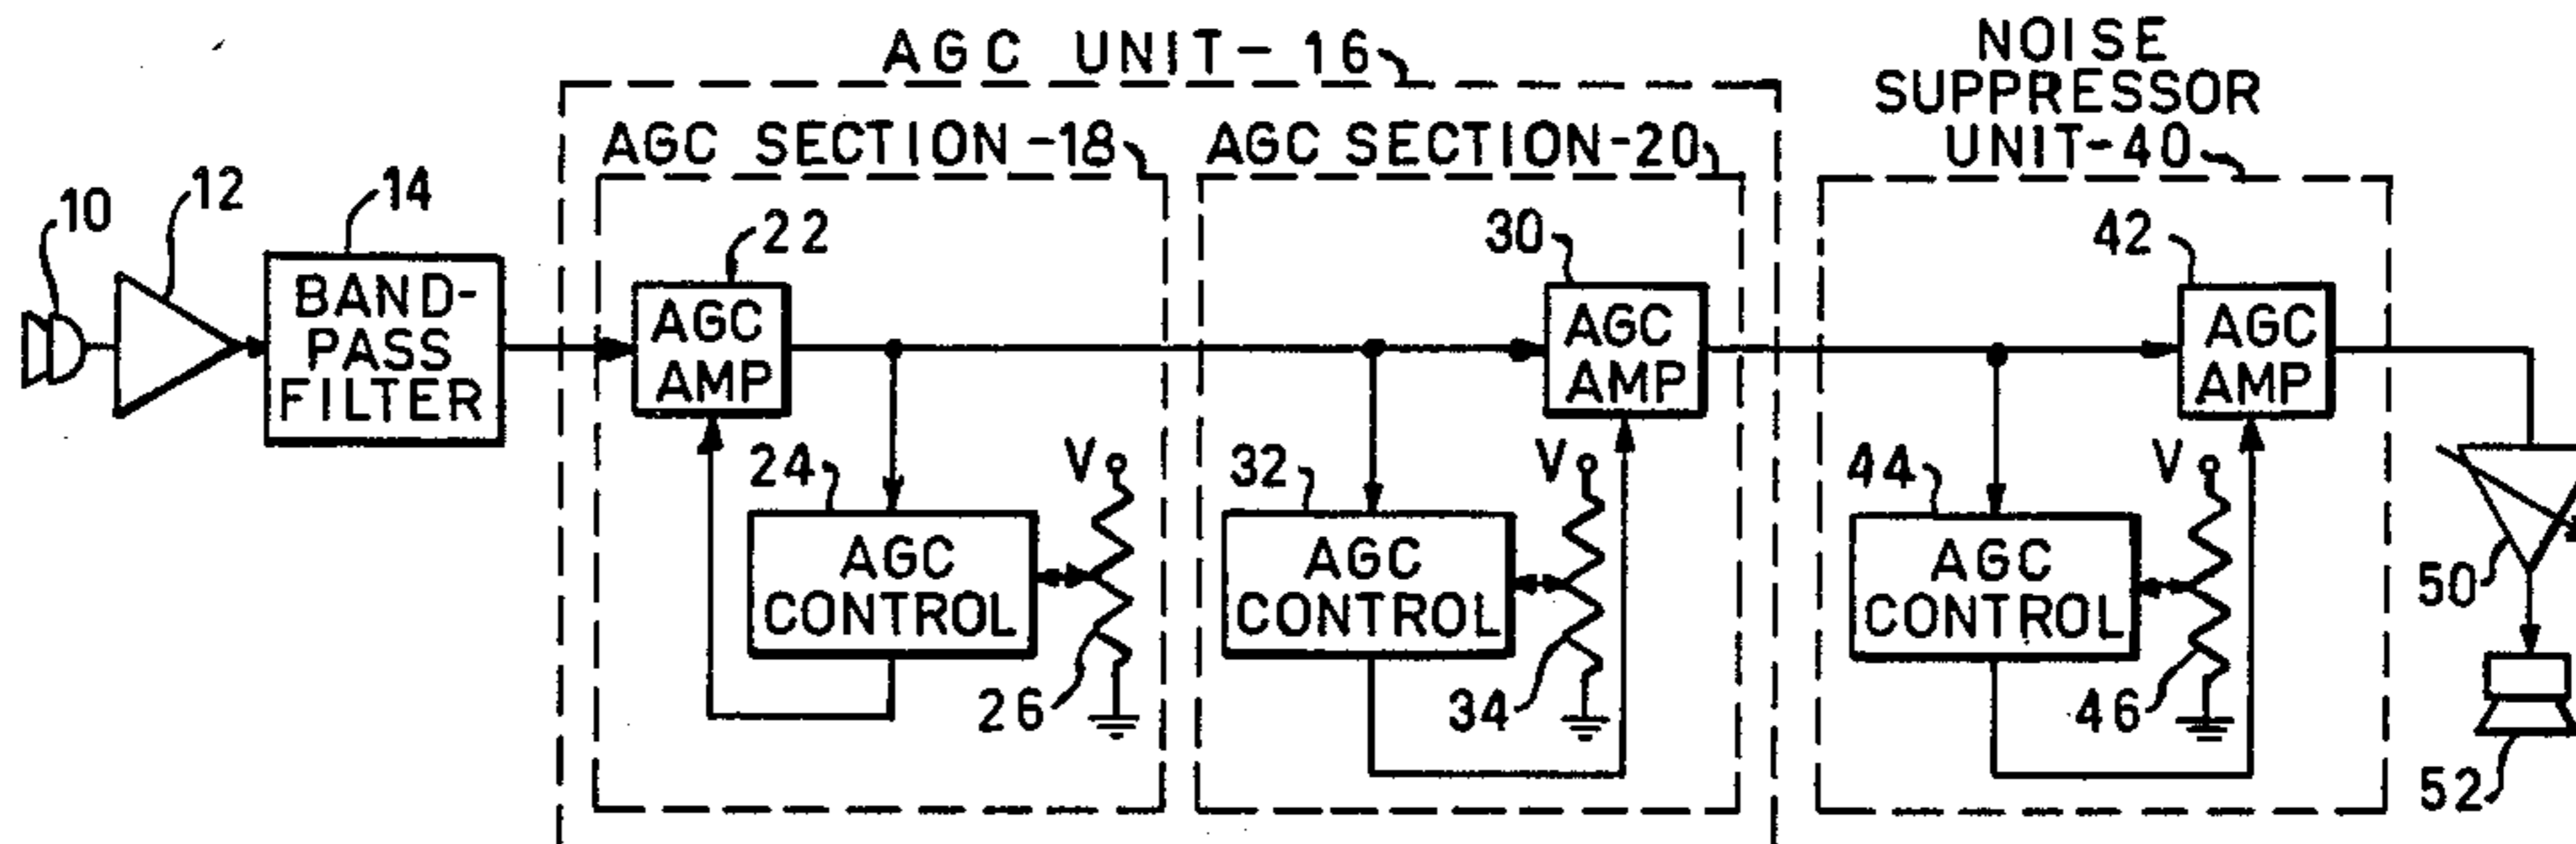 AGC UNIT-16
NOISE
SUPPRESSOR
UNIT-40
AGC SECTION-18
AGC SECTION-20
10
12
14
22
30
42
BAND-
PASS
FILTER
AGC
AMP
AGC
AMP
AGC
AMP
24
V
32
V
44
V
AGC
CONTROL
AGC
CONTROL
AGC
CONTROL
50
26
34
46
52